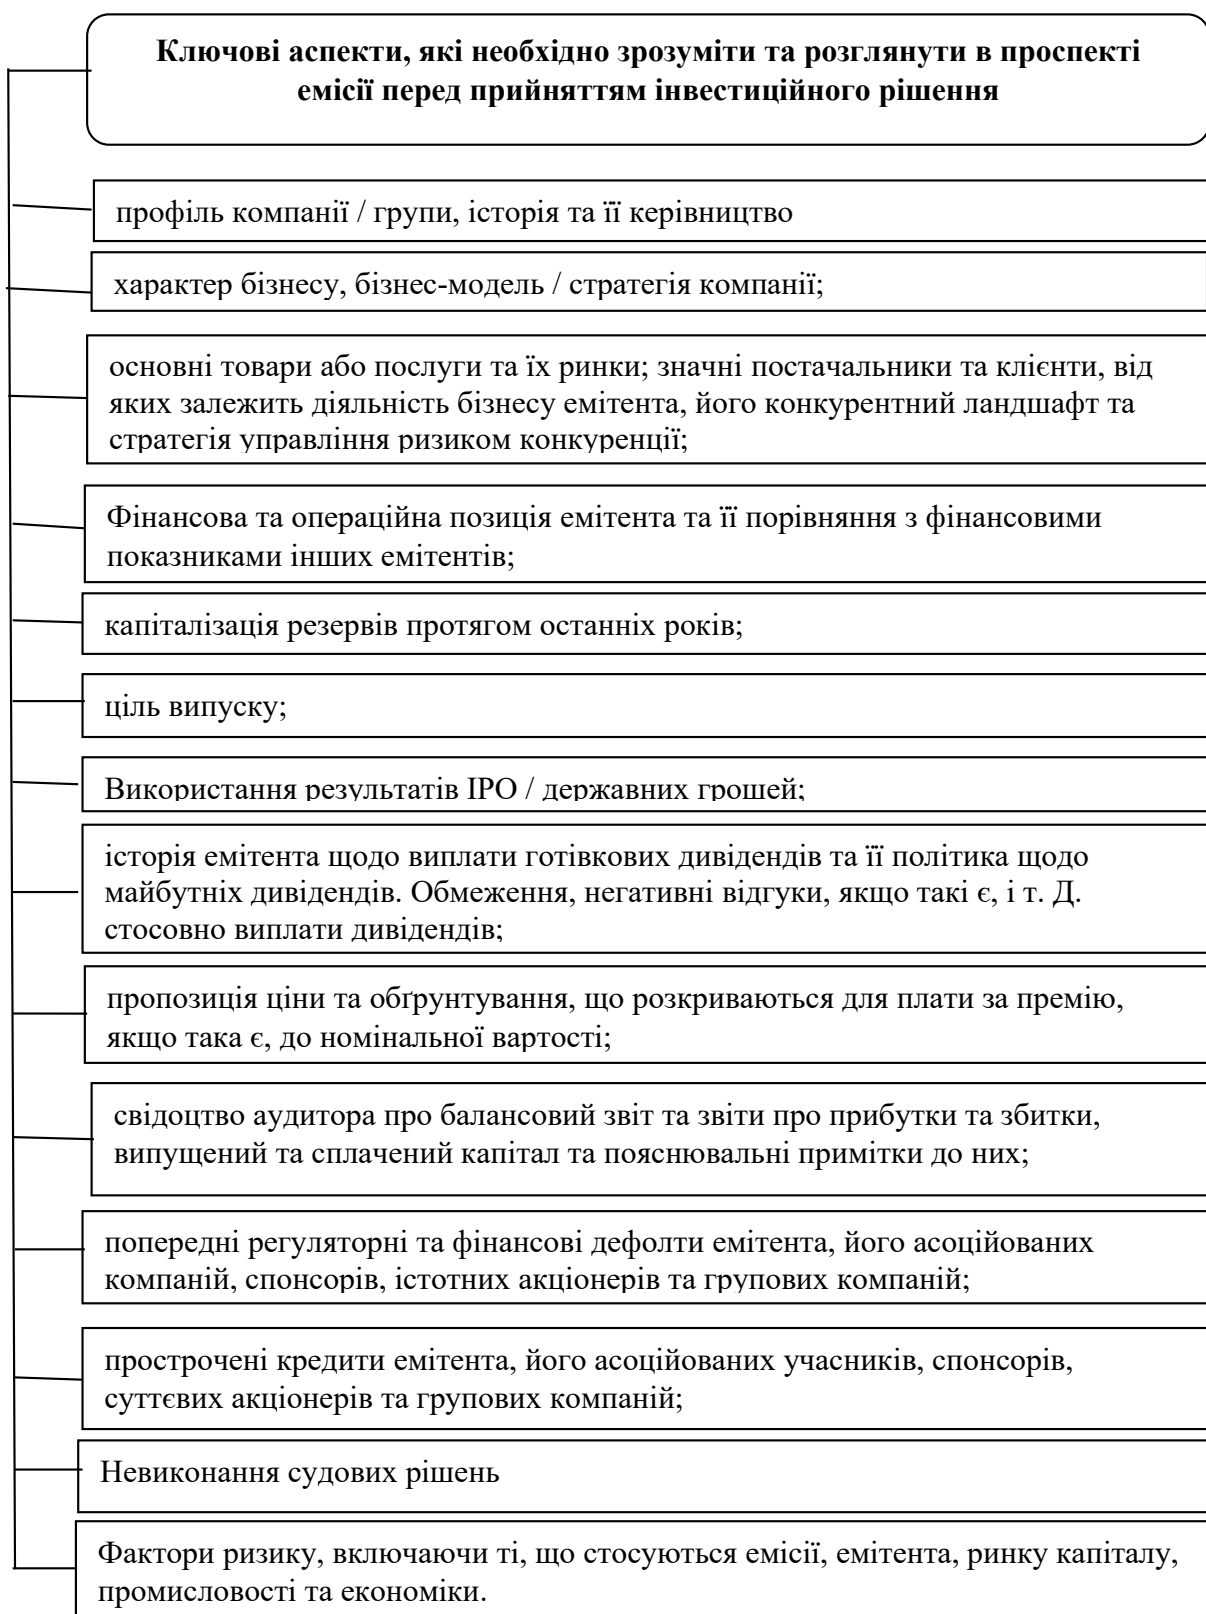 Ключові аспекти, які необхідно зрозуміти та розглянути в проспекті
емісії перед прийняттям інвестиційного рішення
профіль компанії / групи, історія та її керівництво
характер бізнесу, бізнес-модель / стратегія компанії;
основні товари або послуги та їх ринки; значні постачальники та клієнти, від
яких залежить діяльність бізнесу емітента, його конкурентний ландшафт та
стратегія управління ризиком конкуренції;
Фінансова та операційна позиція емітента та її порівняння з фінансовими
показниками інших емітентів;
капіталізація резервів протягом останніх років;
ціль випуску;
Використання результатів IPO / державних грошей;
історія емітента щодо виплати готівкових дивідендів та її політика щодо
майбутніх дивідендів. Обмеження, негативні відгуки, якщо такі є, і т. Д.
стосовно виплати дивідендів;
пропозиція ціни та обґрунтування, що розкриваються для плати за премію,
якщо така є, до номінальної вартості;
свідоцтво аудитора про балансовий звіт та звіти про прибутки та збитки,
випущений та сплачений капітал та пояснювальні примітки до них;
попередні регуляторні та фінансові дефолти емітента, його асоційованих
компаній, спонсорів, істотних акціонерів та групових компаній;
прострочені кредити емітента, його асоційованих учасників, спонсорів,
суттєвих акціонерів та групових компаній;
Невиконання судових рішень
Фактори ризику, включаючи ті, що стосуються емісії, емітента, ринку капіталу,
промисловості та економіки.